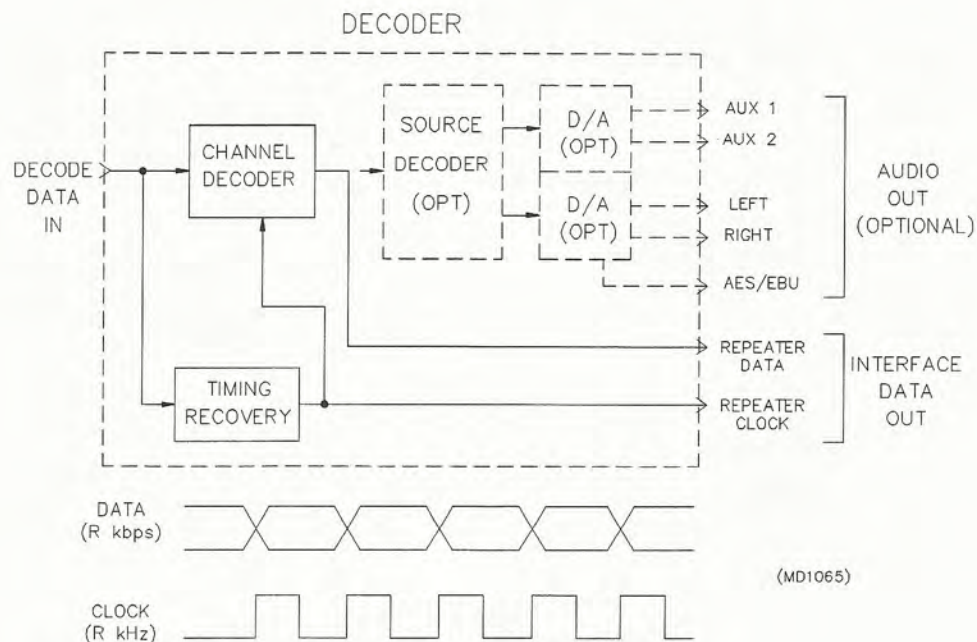 DECODER
DECODE
DATA
IN
CHANNEL
DECODER
SOURCE
DECODER
(OPT)
D/A
(OPT)
D/A
(OPT)
TIMING
RECOVERY
AUX 1
AUX 2
LEFT
RIGHT
AES/EBU
REPEATER
DATA
REPEATER
CLOCK
AUDIO
OUT
(OPTIONAL)
INTERFACE
DATA
OUT
DATA
(R kbps)
CLOCK
(R kHz)
(MD1065)